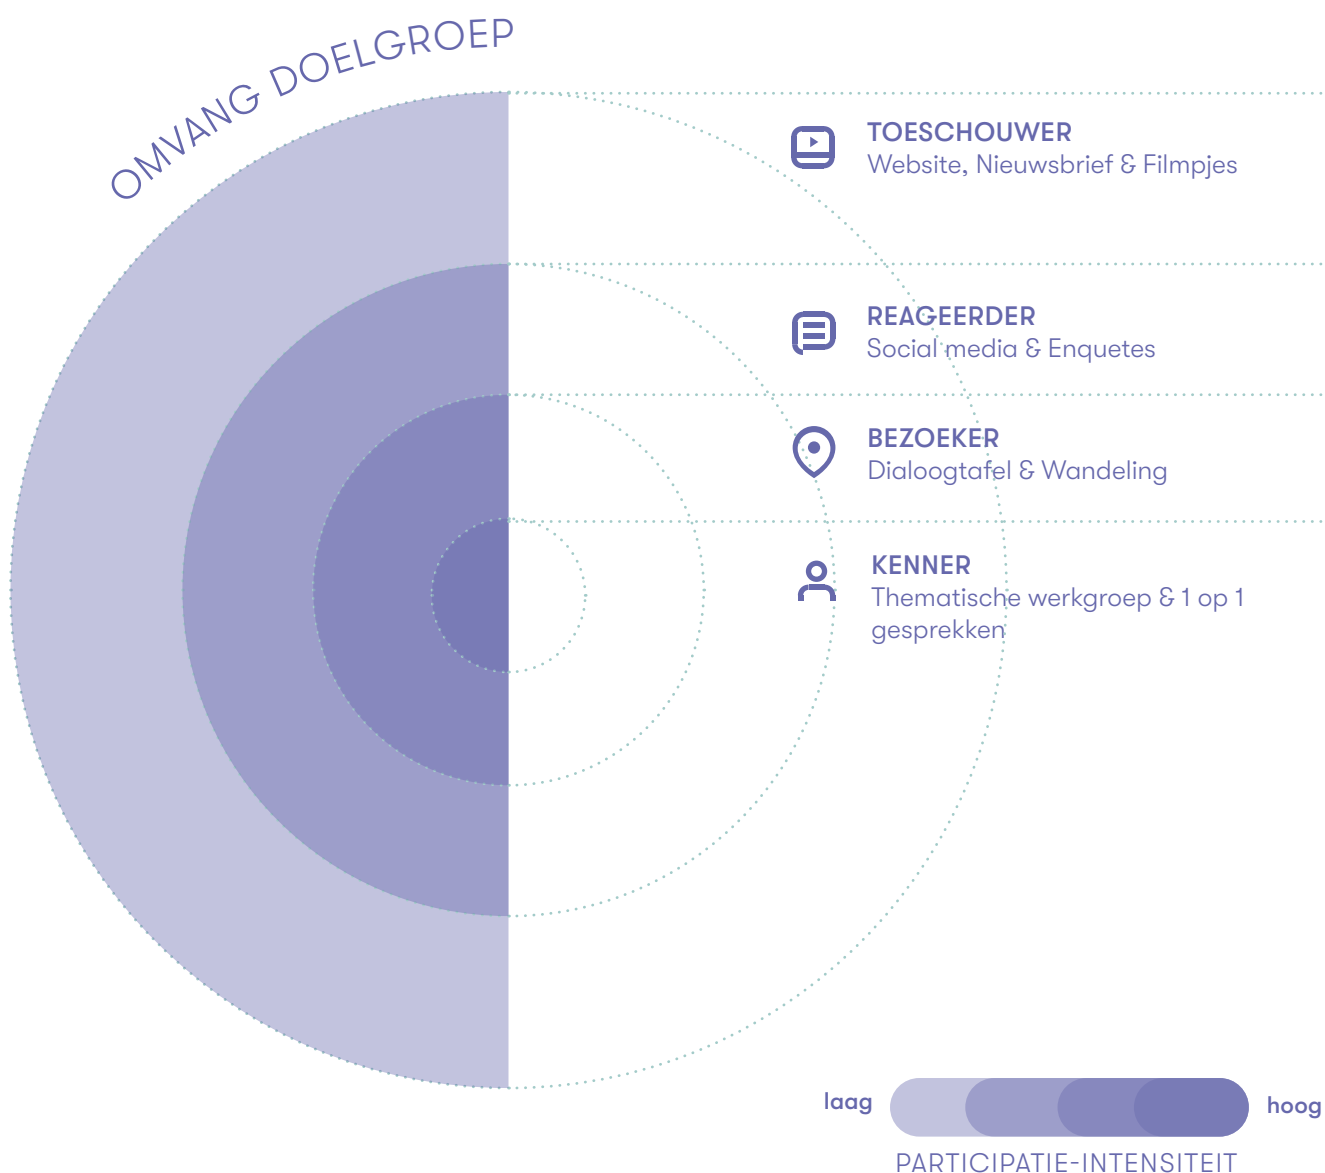 OMVANG DOELGROEP
TOESCHOUWER
Website, Nieuwsbrief & Filmpjes
REAGEERDER
Social media & Enquetes
BEZOEKER
Dialoogtafel & Wandeling
KENNER
Thematische werkgroep & 1 op 1
gesprekken
laag
hoog
PARTICIPATIE-INTENSITEIT